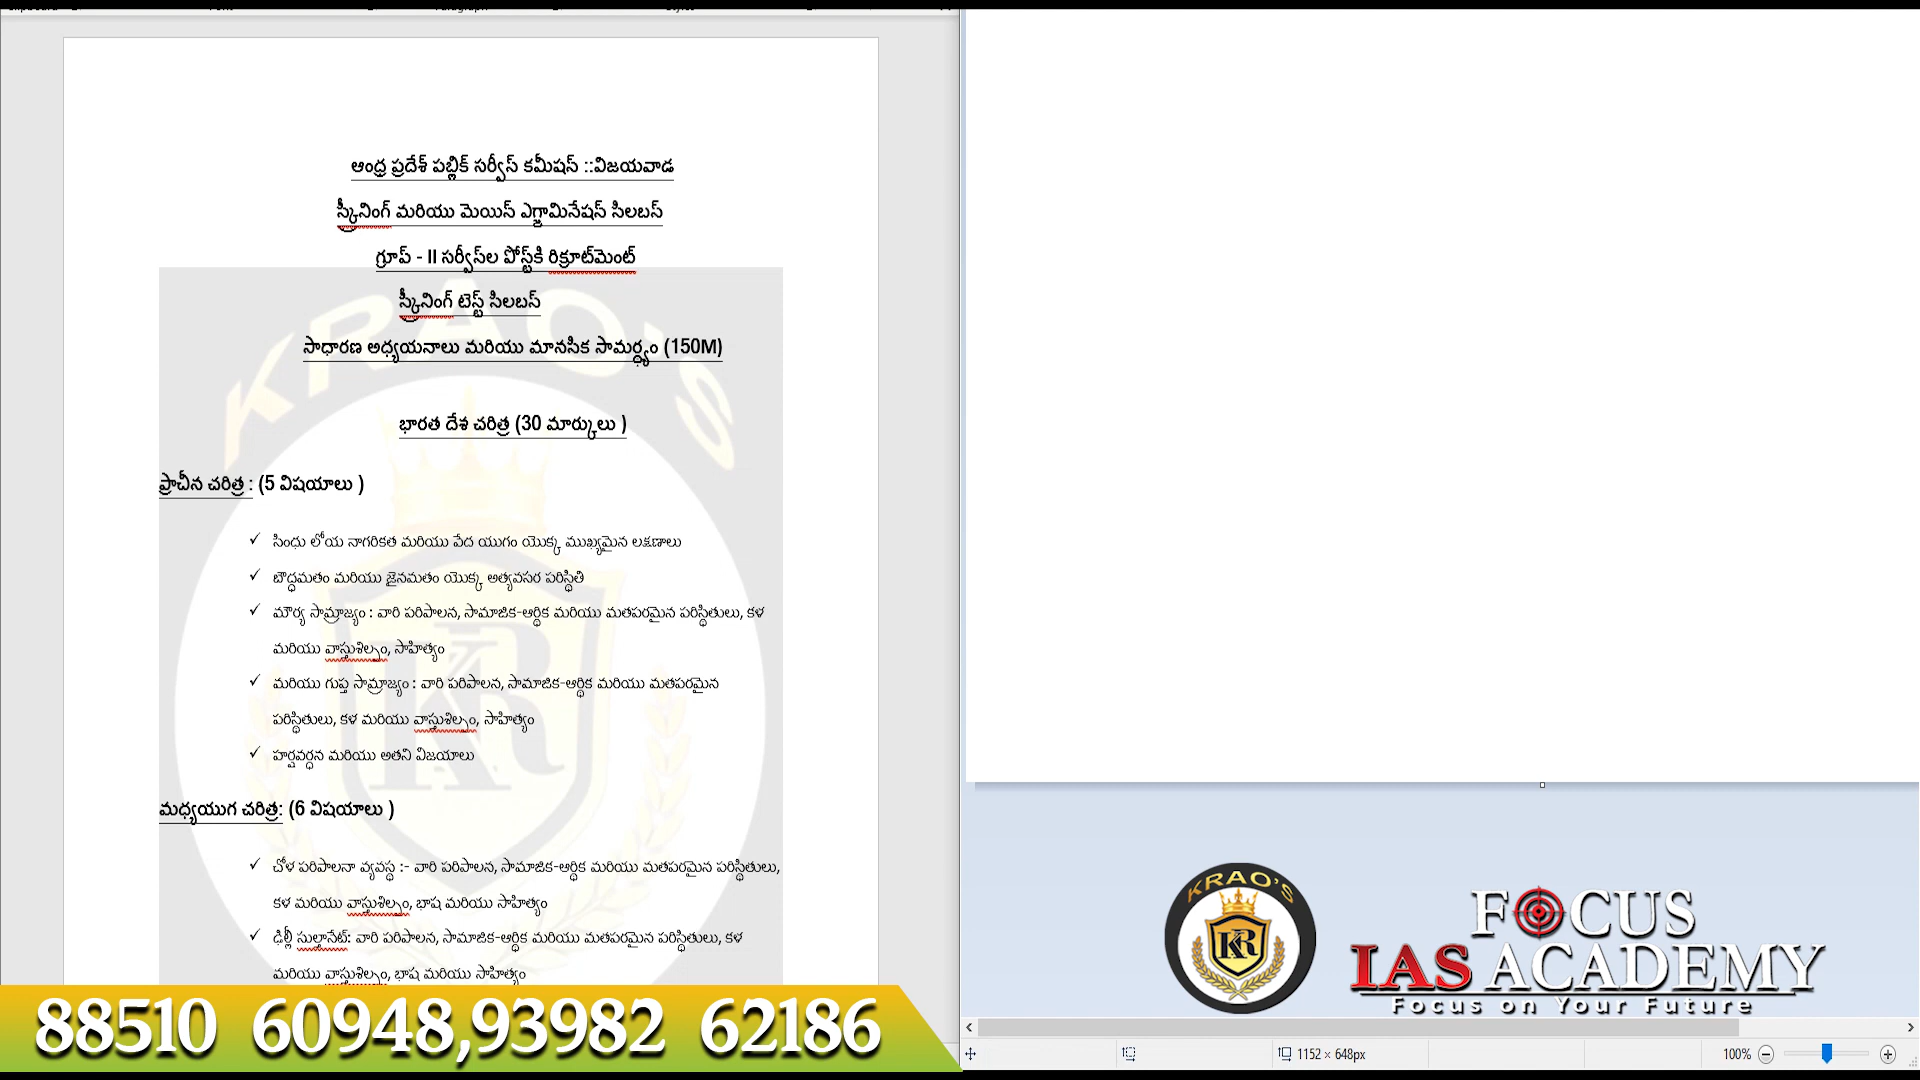 ఆంధ్ర ప్రదేశ్ పబ్లిక్ సర్వీస్ కమీషన్ ::విజయవాడ
స్క్రీనింగ్ మరియు మెయిన్ ఎగ్జామినేషన్ సిలబస్
గ్రూప్ - II సర్వీస్‌ల పోస్ట్‌కి రిక్రూట్‌మెంట్
స్క్రీనింగ్ టెస్ట్ సిలబస్
సాధారణ అధ్యయనాలు మరియు మానసిక సామర్ధ్యం (150M)
భారత దేశ చరిత్ర (30 మార్కులు )
ప్రాచీన చరిత్ర : (5 విషయాలు )
✓ సింధు లోయ నాగరికత మరియు వేద యుగం యొక్క ముఖ్యమైన లక్షణాలు
✓ బౌద్ధమతం మరియు జైనమతం యొక్క అత్యవసర పరిస్థితి
✓ మౌర్య సామ్రాజ్యం : వారి పరిపాలన, సామాజిక-ఆర్థిక మరియు మతపరమైన పరిస్థితులు, కళ
మరియు వాస్తుశిల్పం, సాహిత్యం
✓ మరియు గుప్త సామ్రాజ్యం : వారి పరిపాలన, సామాజిక-ఆర్థిక మరియు మతపరమైన
పరిస్థితులు, కళ మరియు వాస్తుశిల్పం, సాహిత్యం
✓ హర్షవర్ధన మరియు అతని విజయాలు
మధ్యయుగ చరిత్ర: (6 విషయాలు )
✓ చోళ పరిపాలనా వ్యవస్థ :- వారి పరిపాలన, సామాజిక-ఆర్థిక మరియు మతపరమైన పరిస్థితులు,
కళ మరియు వాస్తుశిల్పం, భాష మరియు సాహిత్యం
✓ ఢిల్లీ సుల్తానేట్: వారి పరిపాలన, సామాజిక-ఆర్థిక మరియు మతపరమైన పరిస్థితులు, కళ
మరియు వాస్తుశిల్పం, భాష మరియు సాహిత్యం
KRAO'S
KR
88510 60948,93982 62186
KRAO'S
KR
FOCUS
IAS ACADEMY
Focus on Your Future
1152 × 648px
100%